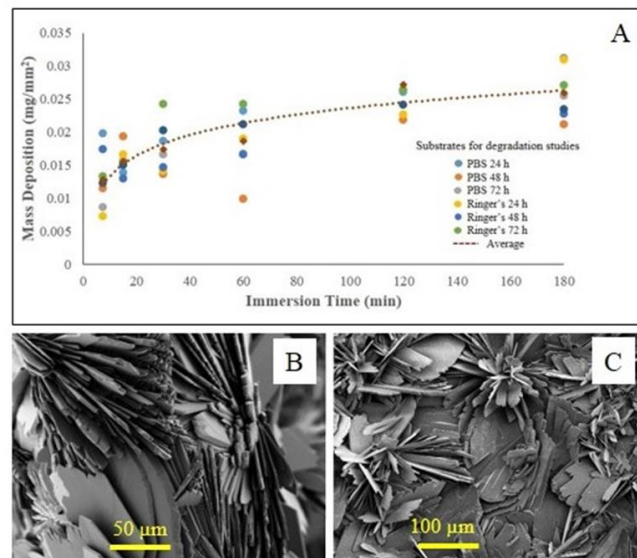 A
Mass Deposition (mg/mm²)
0.035
0.03
0.025
0.02
0.015
0.01
0.005
0
0 20 40 60 80 100 120 140 160 180
Immersion Time (min)
Substrates for degradation studies
PBS 24 h
PBS 48 h
PBS 72 h
Ringer's 24 h
Ringer's 48 h
Ringer's 72 h
Average
B
50 µm
C
100 µm